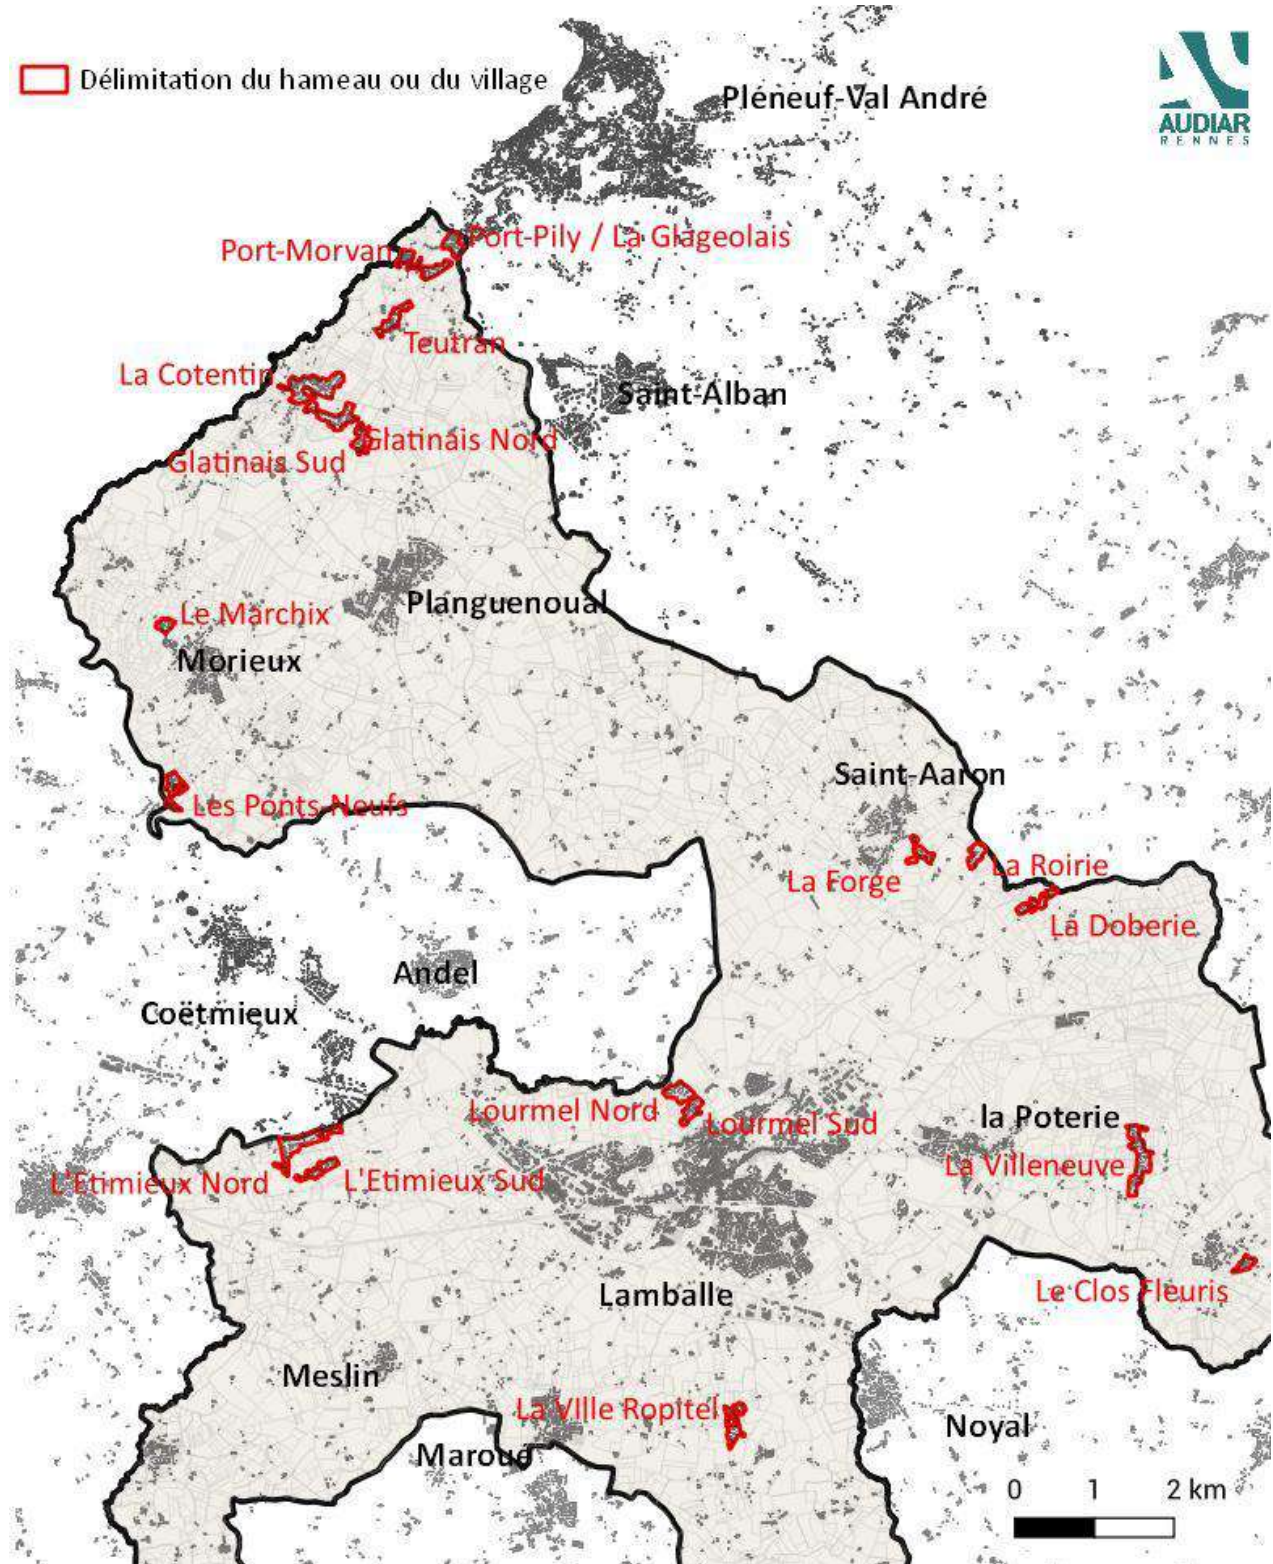 Délimitation du hameau ou du village
Pléneuf-Val André
AUDIAR
RENNES
Port-Morvan
Port-Pily / La Glageolais
Teutran
La Cotentin
Saint-Alban
Glatinais Nord
Glatinais Sud
Planguenoual
Le Marchix
Morieux
Saint-Aaron
Les Ponts-Neufs
La Roirie
La Forge
La Doberie
Andel
Coëtmieux
Lourmel Nord
Lourmel Sud
la Poterie
La Villeneuve
L'Etimieux Nord
L'Etimieux Sud
Lamballe
Le Clos Fleuris
Meslin
La VIlle Ropitel
Noyal
Maroué
0 1 2 km